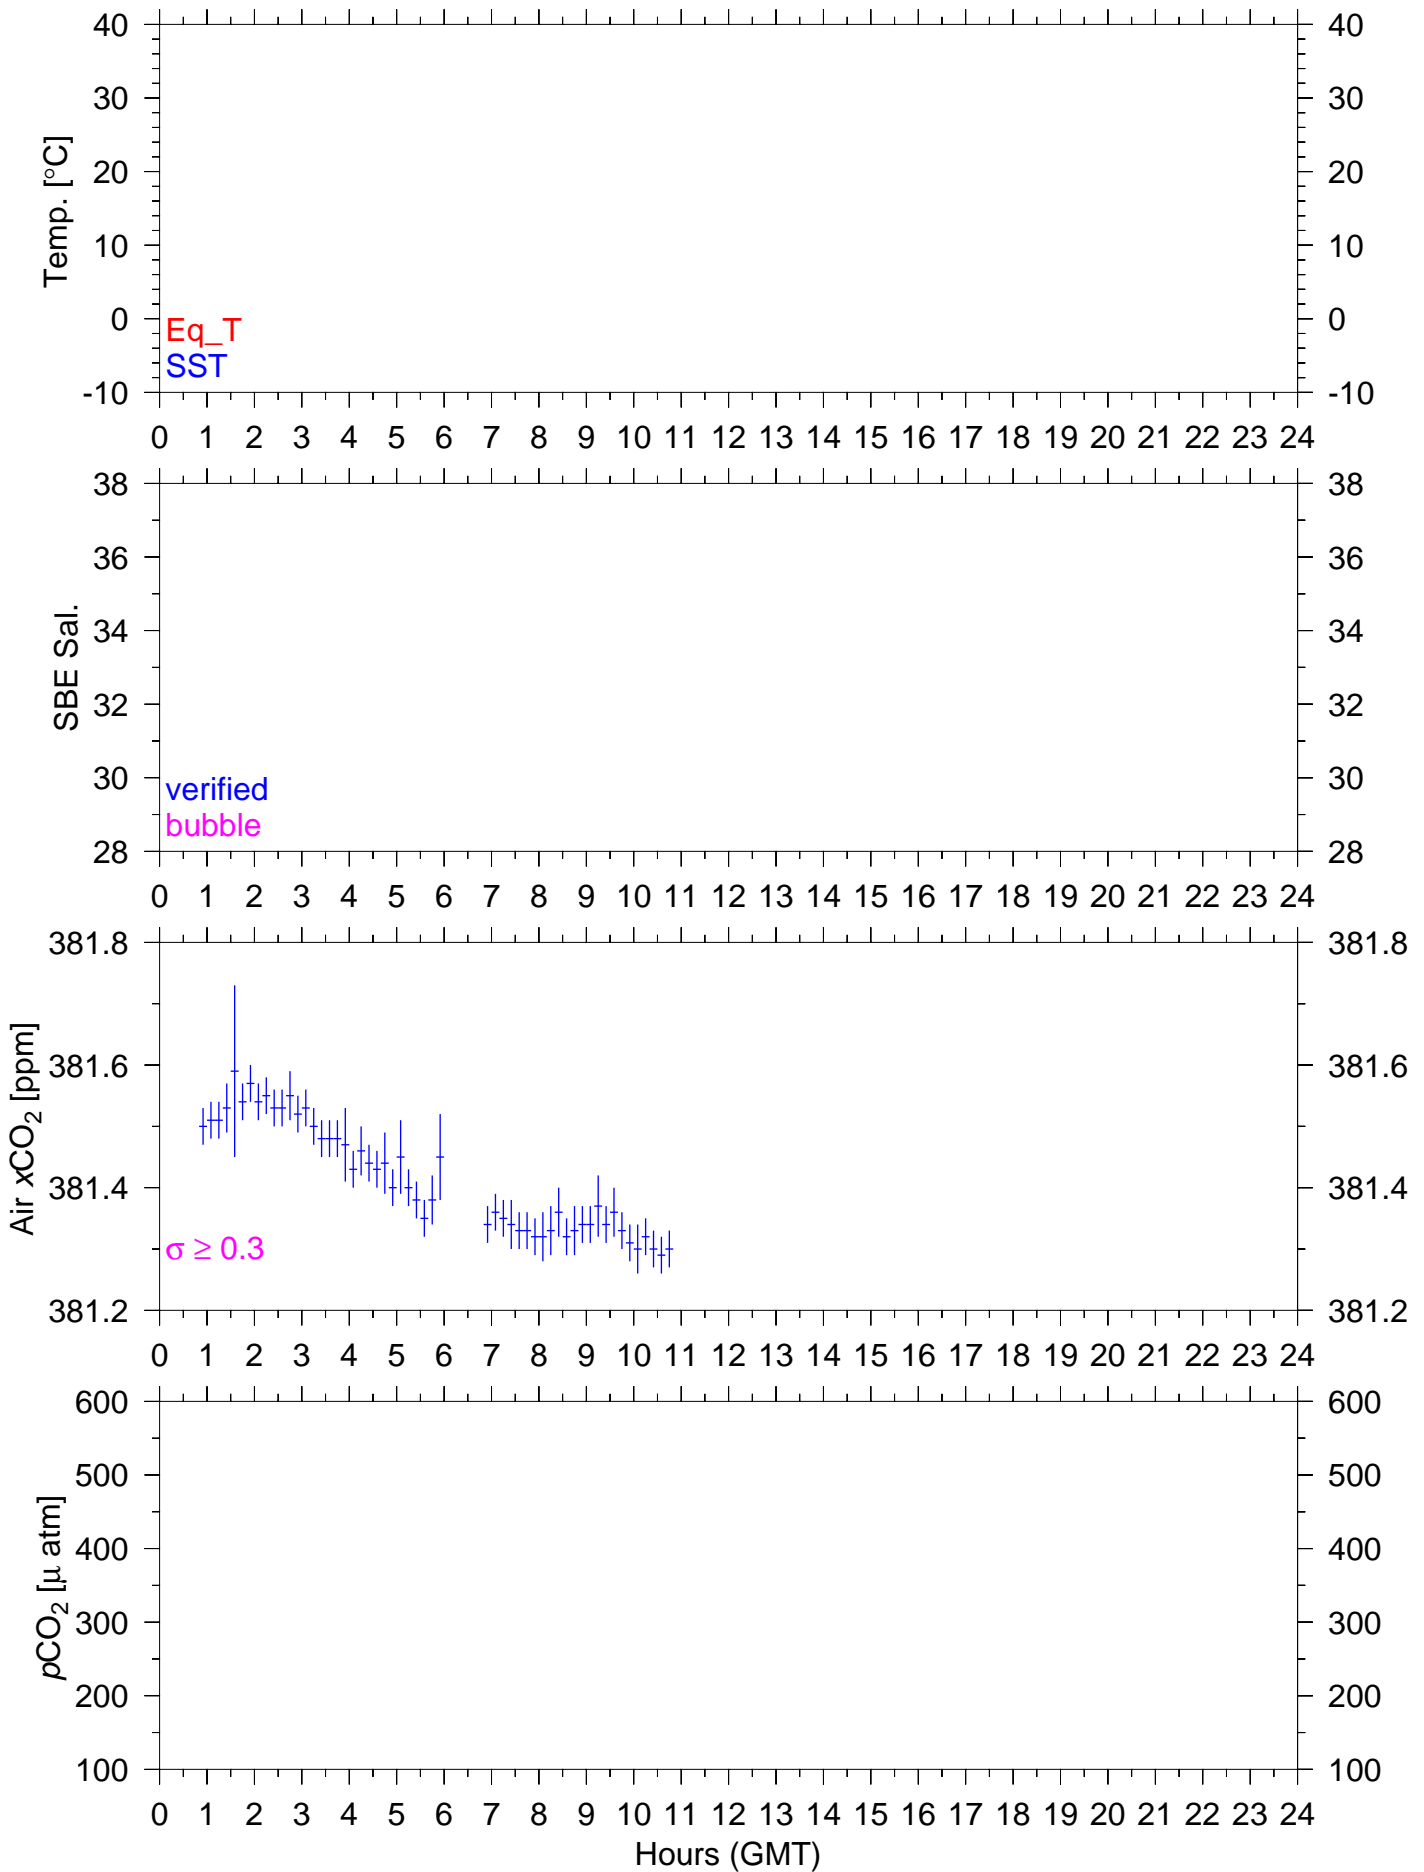 40 40
30 30
Temp. [°C]
20 20
10 10
0 0
Eq_T
SST
-10 -10
0 1 2 3 4 5 6 7 8 9 10 11 12 13 14 15 16 17 18 19 20 21 22 23 24
38 38
36 36
SBE Sal.
34 34
32 32
30 30
verified
bubble
28 28
0 1 2 3 4 5 6 7 8 9 10 11 12 13 14 15 16 17 18 19 20 21 22 23 24
381.8 381.8
Air xCO₂ [ppm]
381.6 381.6
381.4 381.4
σ ≥ 0.3
381.2 381.2
0 1 2 3 4 5 6 7 8 9 10 11 12 13 14 15 16 17 18 19 20 21 22 23 24
600 600
500 500
pCO₂ [μ atm]
400 400
300 300
200 200
100 100
0 1 2 3 4 5 6 7 8 9 10 11 12 13 14 15 16 17 18 19 20 21 22 23 24
Hours (GMT)